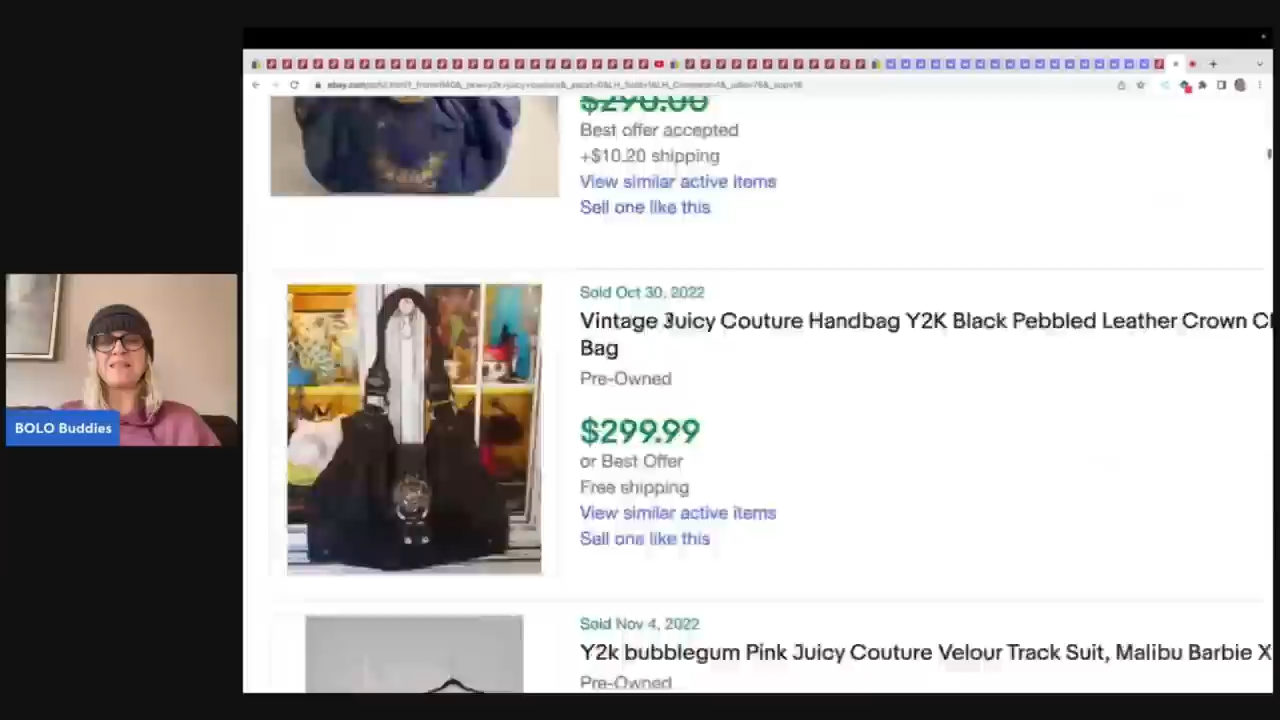 $290.00
Best offer accepted
+$10.20 shipping
View similar active items
Sell one like this
Sold Oct 30, 2022
Vintage Juicy Couture Handbag Y2K Black Pebbled Leather Crown
Bag
Pre-Owned
$299.99
or Best Offer
Free shipping
View similar active items
Sell one like this
BOLO Buddies
Sold Nov 4, 2022
Y2k bubblegum Pink Juicy Couture Velour Track Suit, Malibu Barbie X
Pre-Owned